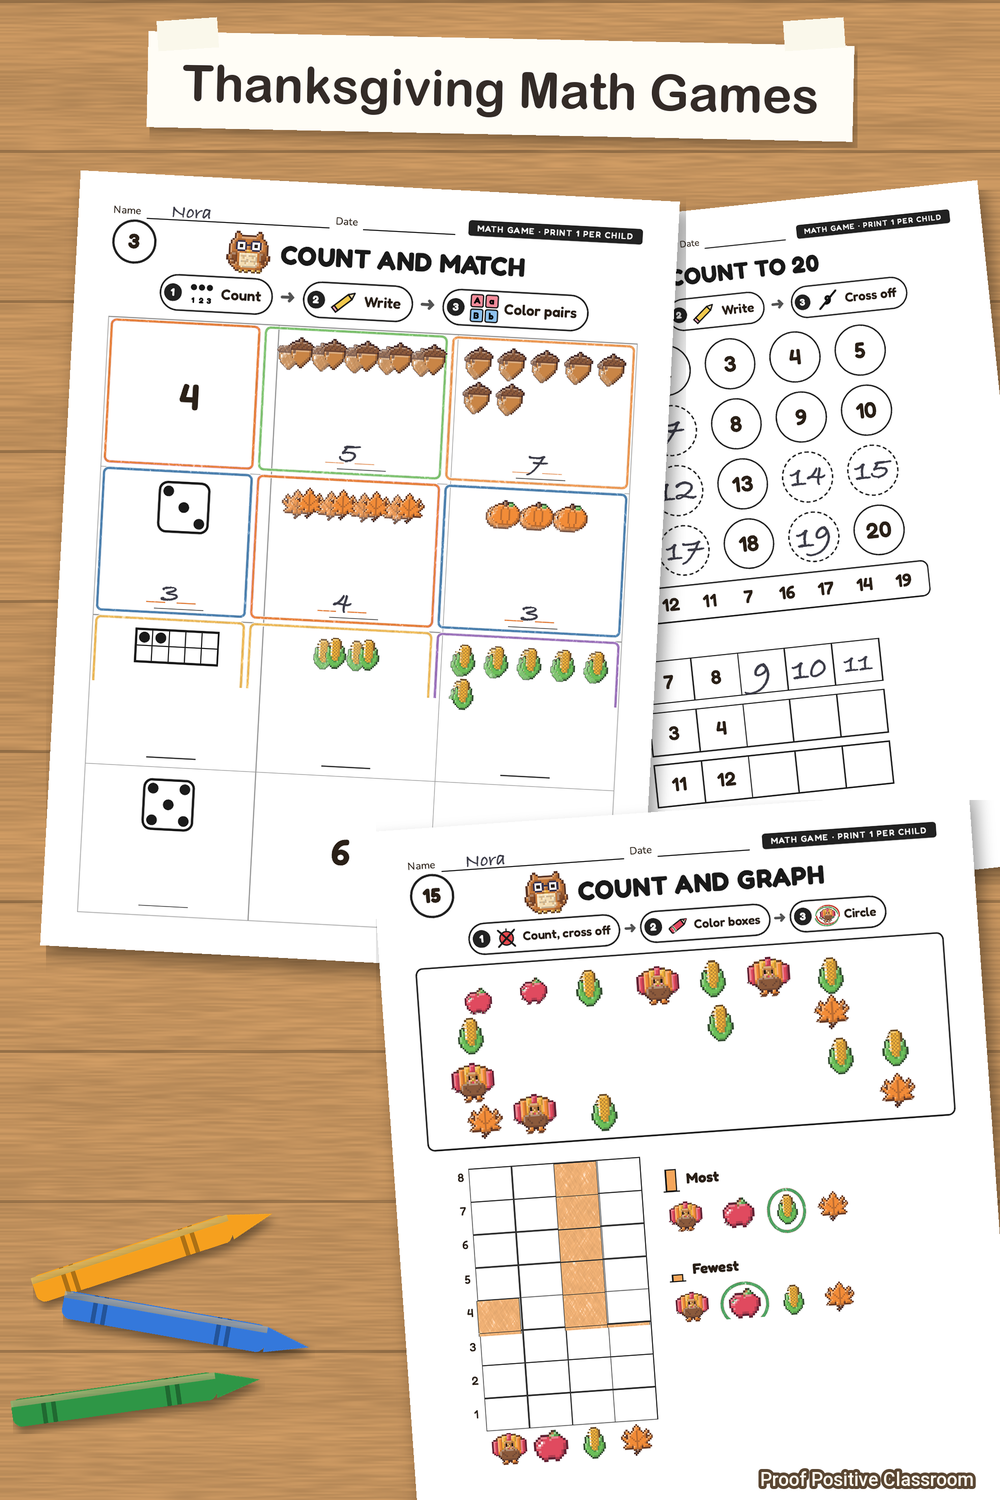 Thanksgiving Math Games
Name Nora Date
MATH GAME · PRINT 1 PER CHILD
3
COUNT AND MATCH
1 1 2 3 Count → 2 Write → 3 A a B b Color pairs
4
5
7
3
4
3
6
Date
MATH GAME · PRINT 1 PER CHILD
COUNT TO 20
2 Write → 3 9 Cross off
3 4 5
7 8 9 10
12 13 14 15
17 18 19 20
12 11 7 16 17 14 19
7 8 9 10 11
3 4
11 12
Name Nora Date
MATH GAME · PRINT 1 PER CHILD
15
COUNT AND GRAPH
1 Count, cross off → 2 Color boxes → 3 Circle
8
7
6
5
4
3
2
1
Most
Fewest
Proof Positive Classroom